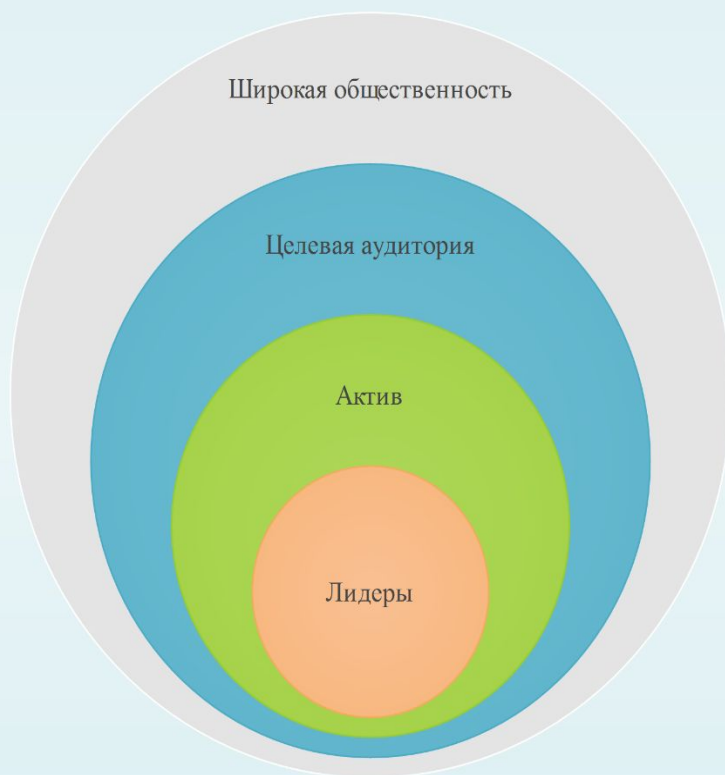 Широкая общественность
Целевая аудитория
Актив
Лидеры